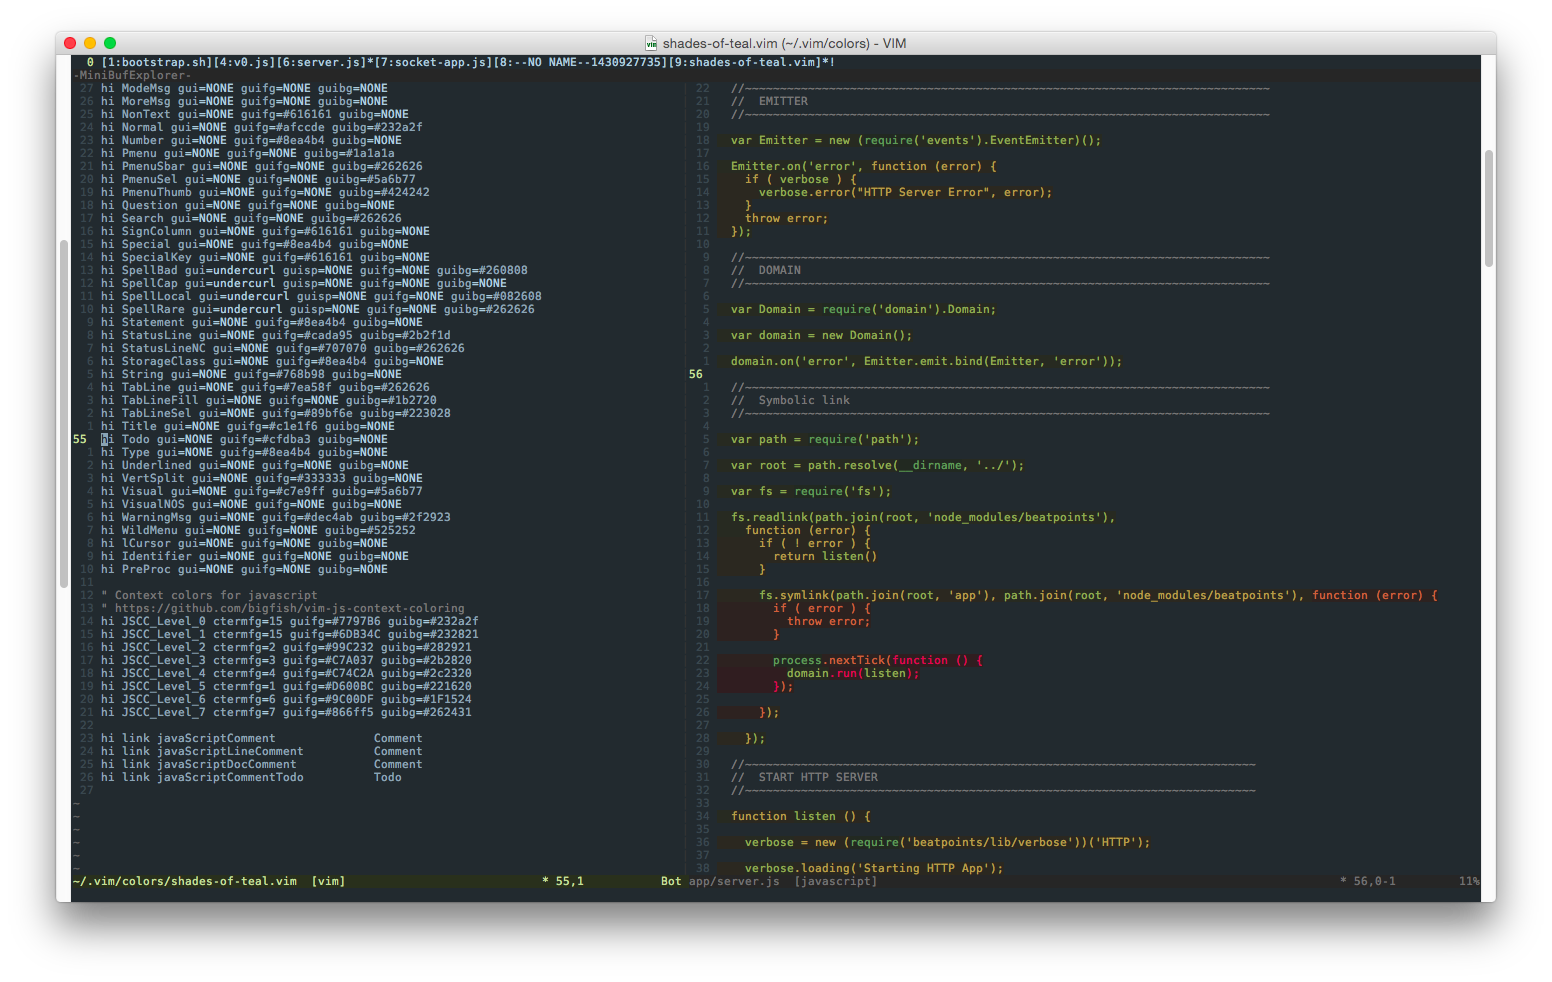 shades-of-teal.vim (~/.vim/colors) - VIM
0 [1:bootstrap.sh][4:v0.js][6:server.js]*[7:socket-app.js][8:--NO NAME--1430927735][9:shades-of-teal.vim]*!
-MiniBufExplorer-
27 hi ModeMsg gui=NONE guifg=NONE guibg=NONE
26 hi MoreMsg gui=NONE guifg=NONE guibg=NONE
25 hi NonText gui=NONE guifg=#616161 guibg=NONE
24 hi Normal gui=NONE guifg=#afccde guibg=#232a2f
23 hi Number gui=NONE guifg=#8ea4b4 guibg=NONE
22 hi Pmenu gui=NONE guifg=NONE guibg=#1a1a1a
21 hi PmenuSbar gui=NONE guifg=NONE guibg=#262626
20 hi PmenuSel gui=NONE guifg=NONE guibg=#5a6b77
19 hi PmenuThumb guifg=NONE guifg=NONE guibg=#424242
18 hi Question gui=NONE guifg=NONE guibg=NONE
17 hi Search gui=NONE guifg=NONE guibg=#262626
16 hi SignColumn gui=NONE guifg=#616161 guibg=NONE
15 hi Special gui=NONE guifg=#8ea4b4 guibg=NONE
14 hi SpecialKey gui=NONE guifg=#616161 guibg=NONE
13 hi SpellBad gui=undercurl guisp=NONE guifg=NONE guibg=#260808
12 hi SpellCap gui=undercurl guisp=NONE guifg=NONE guibg=NONE
11 hi SpellLocal gui=undercurl guisp=NONE guifg=NONE guibg=#082608
10 hi SpellRare gui=undercurl guisp=NONE guifg=NONE guibg=#262626
9 hi Statement gui=NONE guifg=#8ea4b4 guibg=NONE
8 hi StatusLine gui=NONE guifg=#cada95 guibg=#2b2f1d
7 hi StatusLineNC gui=NONE guifg=#707070 guibg=#262626
6 hi StorageClass gui=NONE guifg=#8ea4b4 guibg=NONE
5 hi String gui=NONE guifg=#768b98 guibg=NONE
4 hi TabLine gui=NONE guifg=#7ea58f guibg=#262626
3 hi TabLineFill gui=NONE guifg=NONE guibg=#1b2720
2 hi TabLineSel gui=NONE guifg=#89bf6e guibg=#223028
1 hi Title gui=NONE guifg=#c1e1f6 guibg=NONE
55 hi Todo gui=NONE guifg=#cfdba3 guibg=NONE
1 hi Type gui=NONE guifg=#8ea4b4 guibg=NONE
2 hi Underlined gui=NONE guifg=NONE guibg=NONE
3 hi VertSplit gui=NONE guifg=#333333 guibg=NONE
4 hi Visual gui=NONE guifg=#c7e9ff guibg=#5a6b77
5 hi VisualNOS gui=NONE guifg=NONE guibg=NONE
6 hi WarningMsg gui=NONE guifg=#dec4ab guibg=#2f2923
7 hi WildMenu gui=NONE guifg=NONE guibg=#525252
8 hi lCursor gui=NONE guifg=NONE guibg=NONE
9 hi Identifier gui=NONE guifg=NONE guibg=NONE
10 hi PreProc gui=NONE guifg=NONE guibg=NONE
11
12 " Context colors for javascript
13 " https://github.com/bigfish/vim-js-context-coloring
14 hi JSCC_Level_0 ctermfg=15 guifg=#7797B6 guibg=#232a2f
15 hi JSCC_Level_1 ctermfg=15 guifg=#6DB34C guibg=#232821
16 hi JSCC_Level_2 ctermfg=2 guifg=#99C232 guibg=#282921
17 hi JSCC_Level_3 ctermfg=3 guifg=#C7A037 guibg=#2b2820
18 hi JSCC_Level_4 ctermfg=4 guifg=#C74C2A guibg=#2c2320
19 hi JSCC_Level_5 ctermfg=1 guifg=#D600BC guibg=#221620
20 hi JSCC_Level_6 ctermfg=6 guifg=#9C00DF guibg=#1F1524
21 hi JSCC_Level_7 ctermfg=7 guifg=#866ff5 guibg=#262431
22
23 hi link javaScriptComment Comment
24 hi link javaScriptLineComment Comment
25 hi link javaScriptDocComment Comment
26 hi link javaScriptCommentTodo Todo
27
~
~
~
~
~
~
~/.vim/colors/shades-of-teal.vim [vim] * 55,1 Bot
22 //~~~~~~~~~~~~~~~~~~~~~~~~~~~~~~~~~~~~~~~~~~~~~~~~~~~~~~~~~~~~~~~~~~~~~~~~~~~
21 // EMITTER
20 //~~~~~~~~~~~~~~~~~~~~~~~~~~~~~~~~~~~~~~~~~~~~~~~~~~~~~~~~~~~~~~~~~~~~~~~~~~~
19
18 var Emitter = new (require('events').EventEmitter)();
17
16 Emitter.on('error', function (error) {
15 if ( verbose ) {
14 verbose.error("HTTP Server Error", error);
13 }
12 throw error;
11 });
10
9 //~~~~~~~~~~~~~~~~~~~~~~~~~~~~~~~~~~~~~~~~~~~~~~~~~~~~~~~~~~~~~~~~~~~~~~~~~~~
8 // DOMAIN
7 //~~~~~~~~~~~~~~~~~~~~~~~~~~~~~~~~~~~~~~~~~~~~~~~~~~~~~~~~~~~~~~~~~~~~~~~~~~~
6
5 var Domain = require('domain').Domain;
4
3 var domain = new Domain();
2
1 domain.on('error', Emitter.emit.bind(Emitter, 'error'));
56
1 //~~~~~~~~~~~~~~~~~~~~~~~~~~~~~~~~~~~~~~~~~~~~~~~~~~~~~~~~~~~~~~~~~~~~~~~~~~~
2 // Symbolic link
3 //~~~~~~~~~~~~~~~~~~~~~~~~~~~~~~~~~~~~~~~~~~~~~~~~~~~~~~~~~~~~~~~~~~~~~~~~~~~
4
5 var path = require('path');
6
7 var root = path.resolve(__dirname, '../');
8
9 var fs = require('fs');
10
11 fs.readlink(path.join(root, 'node_modules/beatpoints'),
12 function (error) {
13 if ( ! error ) {
14 return listen()
15 }
16
17 fs.symlink(path.join(root, 'app'), path.join(root, 'node_modules/beatpoints'), function (error) {
18 if ( error ) {
19 throw error;
20 }
21
22 process.nextTick(function () {
23 domain.run(listen);
24 });
25
26 });
27
28 });
29
30 //~~~~~~~~~~~~~~~~~~~~~~~~~~~~~~~~~~~~~~~~~~~~~~~~~~~~~~~~~~~~~~~~~~~~~~~~~
31 // START HTTP SERVER
32 //~~~~~~~~~~~~~~~~~~~~~~~~~~~~~~~~~~~~~~~~~~~~~~~~~~~~~~~~~~~~~~~~~~~~~~~~~
33
34 function listen () {
35
36 verbose = new (require('beatpoints/lib/verbose'))('HTTP');
37
38 verbose.loading('Starting HTTP App');
app/server.js [javascript] * 56,0-1 11%